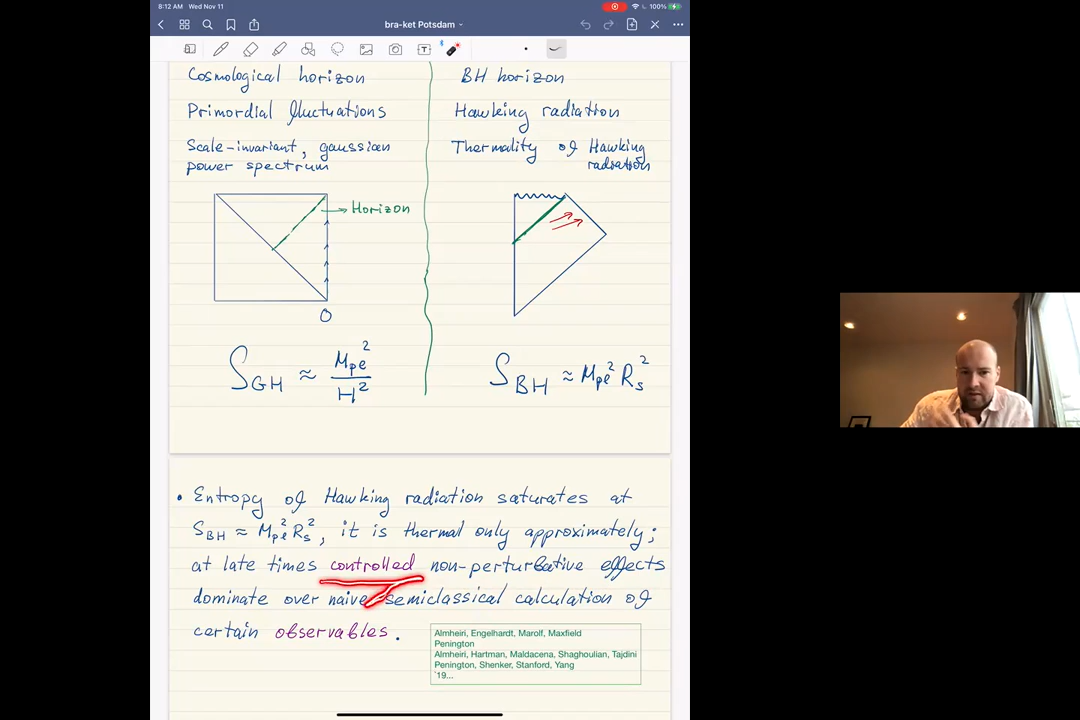 8:12 AM Wed Nov 11
100%
bra-ket Potsdam
Cosmological horizon
Primordial fluctuations
Scale-invariant, gaussian
power spectrum
Horizon
O
S_GH ≈ M_pl^2 / H^2
BH horizon
Hawking radiation
Thermality of Hawking
radiation
S_BH ≈ M_pl^2 R_s^2
• Entropy of Hawking radiation saturates at
S_BH ≈ M_pl^2 R_s^2, it is thermal only approximately;
at late times controlled non-perturbative effects
dominate over naive semiclassical calculation of
certain observables.
Almheiri, Engelhardt, Marolf, Maxfield
Penington
Almheiri, Hartman, Maldacena, Shaghoulian, Tajdini
Penington, Shenker, Stanford, Yang
`19...